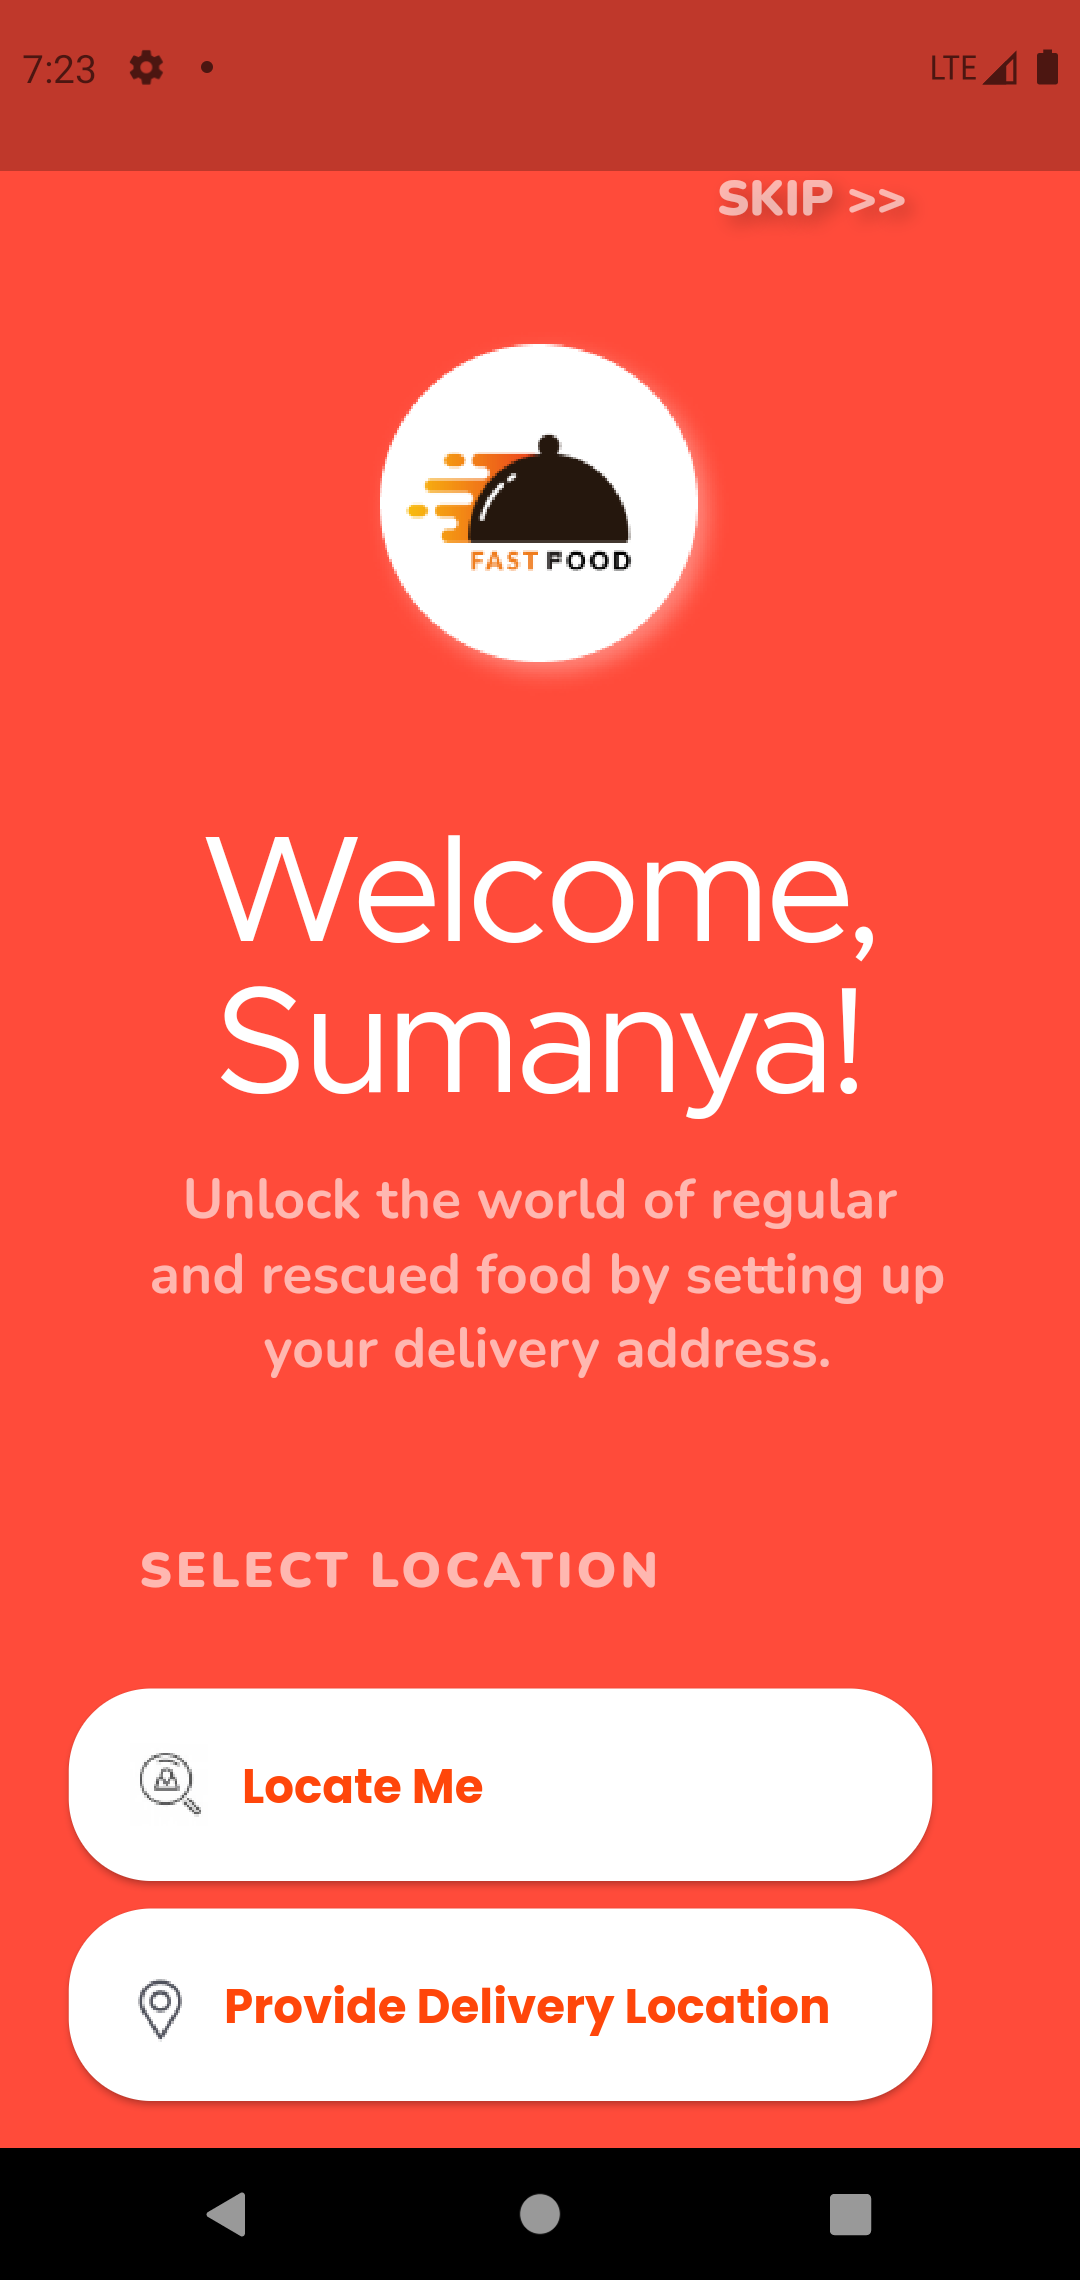 7:23
LTE
SKIP >>
FAST FOOD
Welcome,
Sumanya!
Unlock the world of regular
and rescued food by setting up
your delivery address.
SELECT LOCATION
Locate Me
Provide Delivery Location